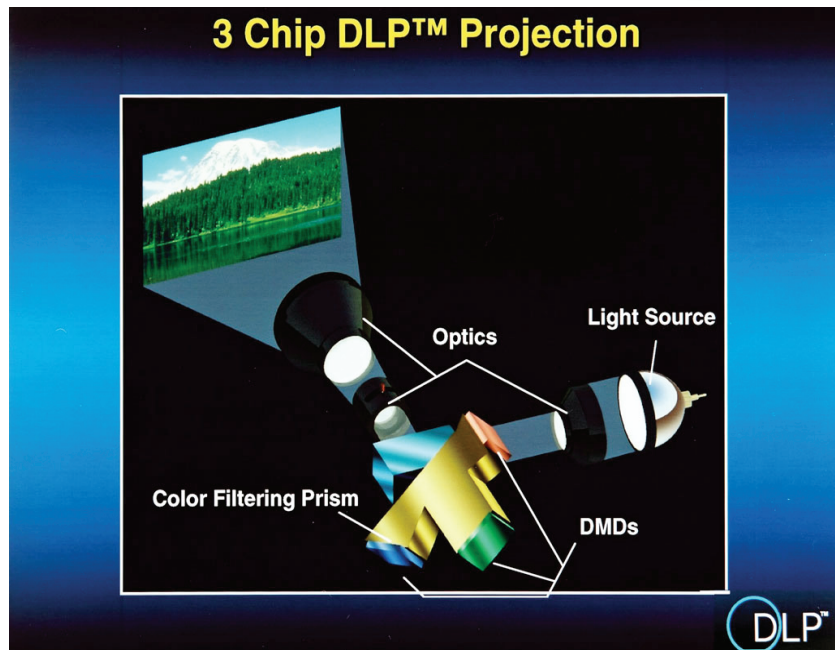 3 Chip DLP™ Projection
Light Source
Optics
Color Filtering Prism
DMDs
DLP™